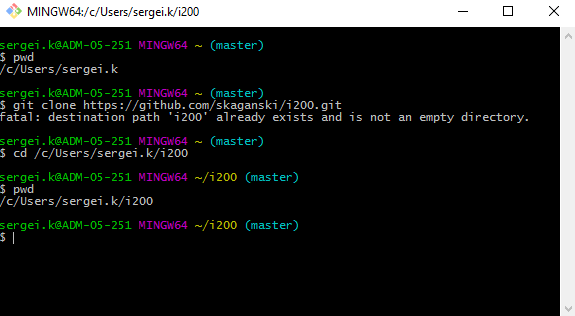 MINGW64:/c/Users/sergei.k/i200
sergei.k@ADM-05-251 MINGW64 ~ (master)
$ pwd
/c/Users/sergei.k
sergei.k@ADM-05-251 MINGW64 ~ (master)
$ git clone https://github.com/skaganski/i200.git
fatal: destination path 'i200' already exists and is not an empty directory.
sergei.k@ADM-05-251 MINGW64 ~ (master)
$ cd /c/Users/sergei.k/i200
sergei.k@ADM-05-251 MINGW64 ~/i200 (master)
$ pwd
/c/Users/sergei.k/i200
sergei.k@ADM-05-251 MINGW64 ~/i200 (master)
$